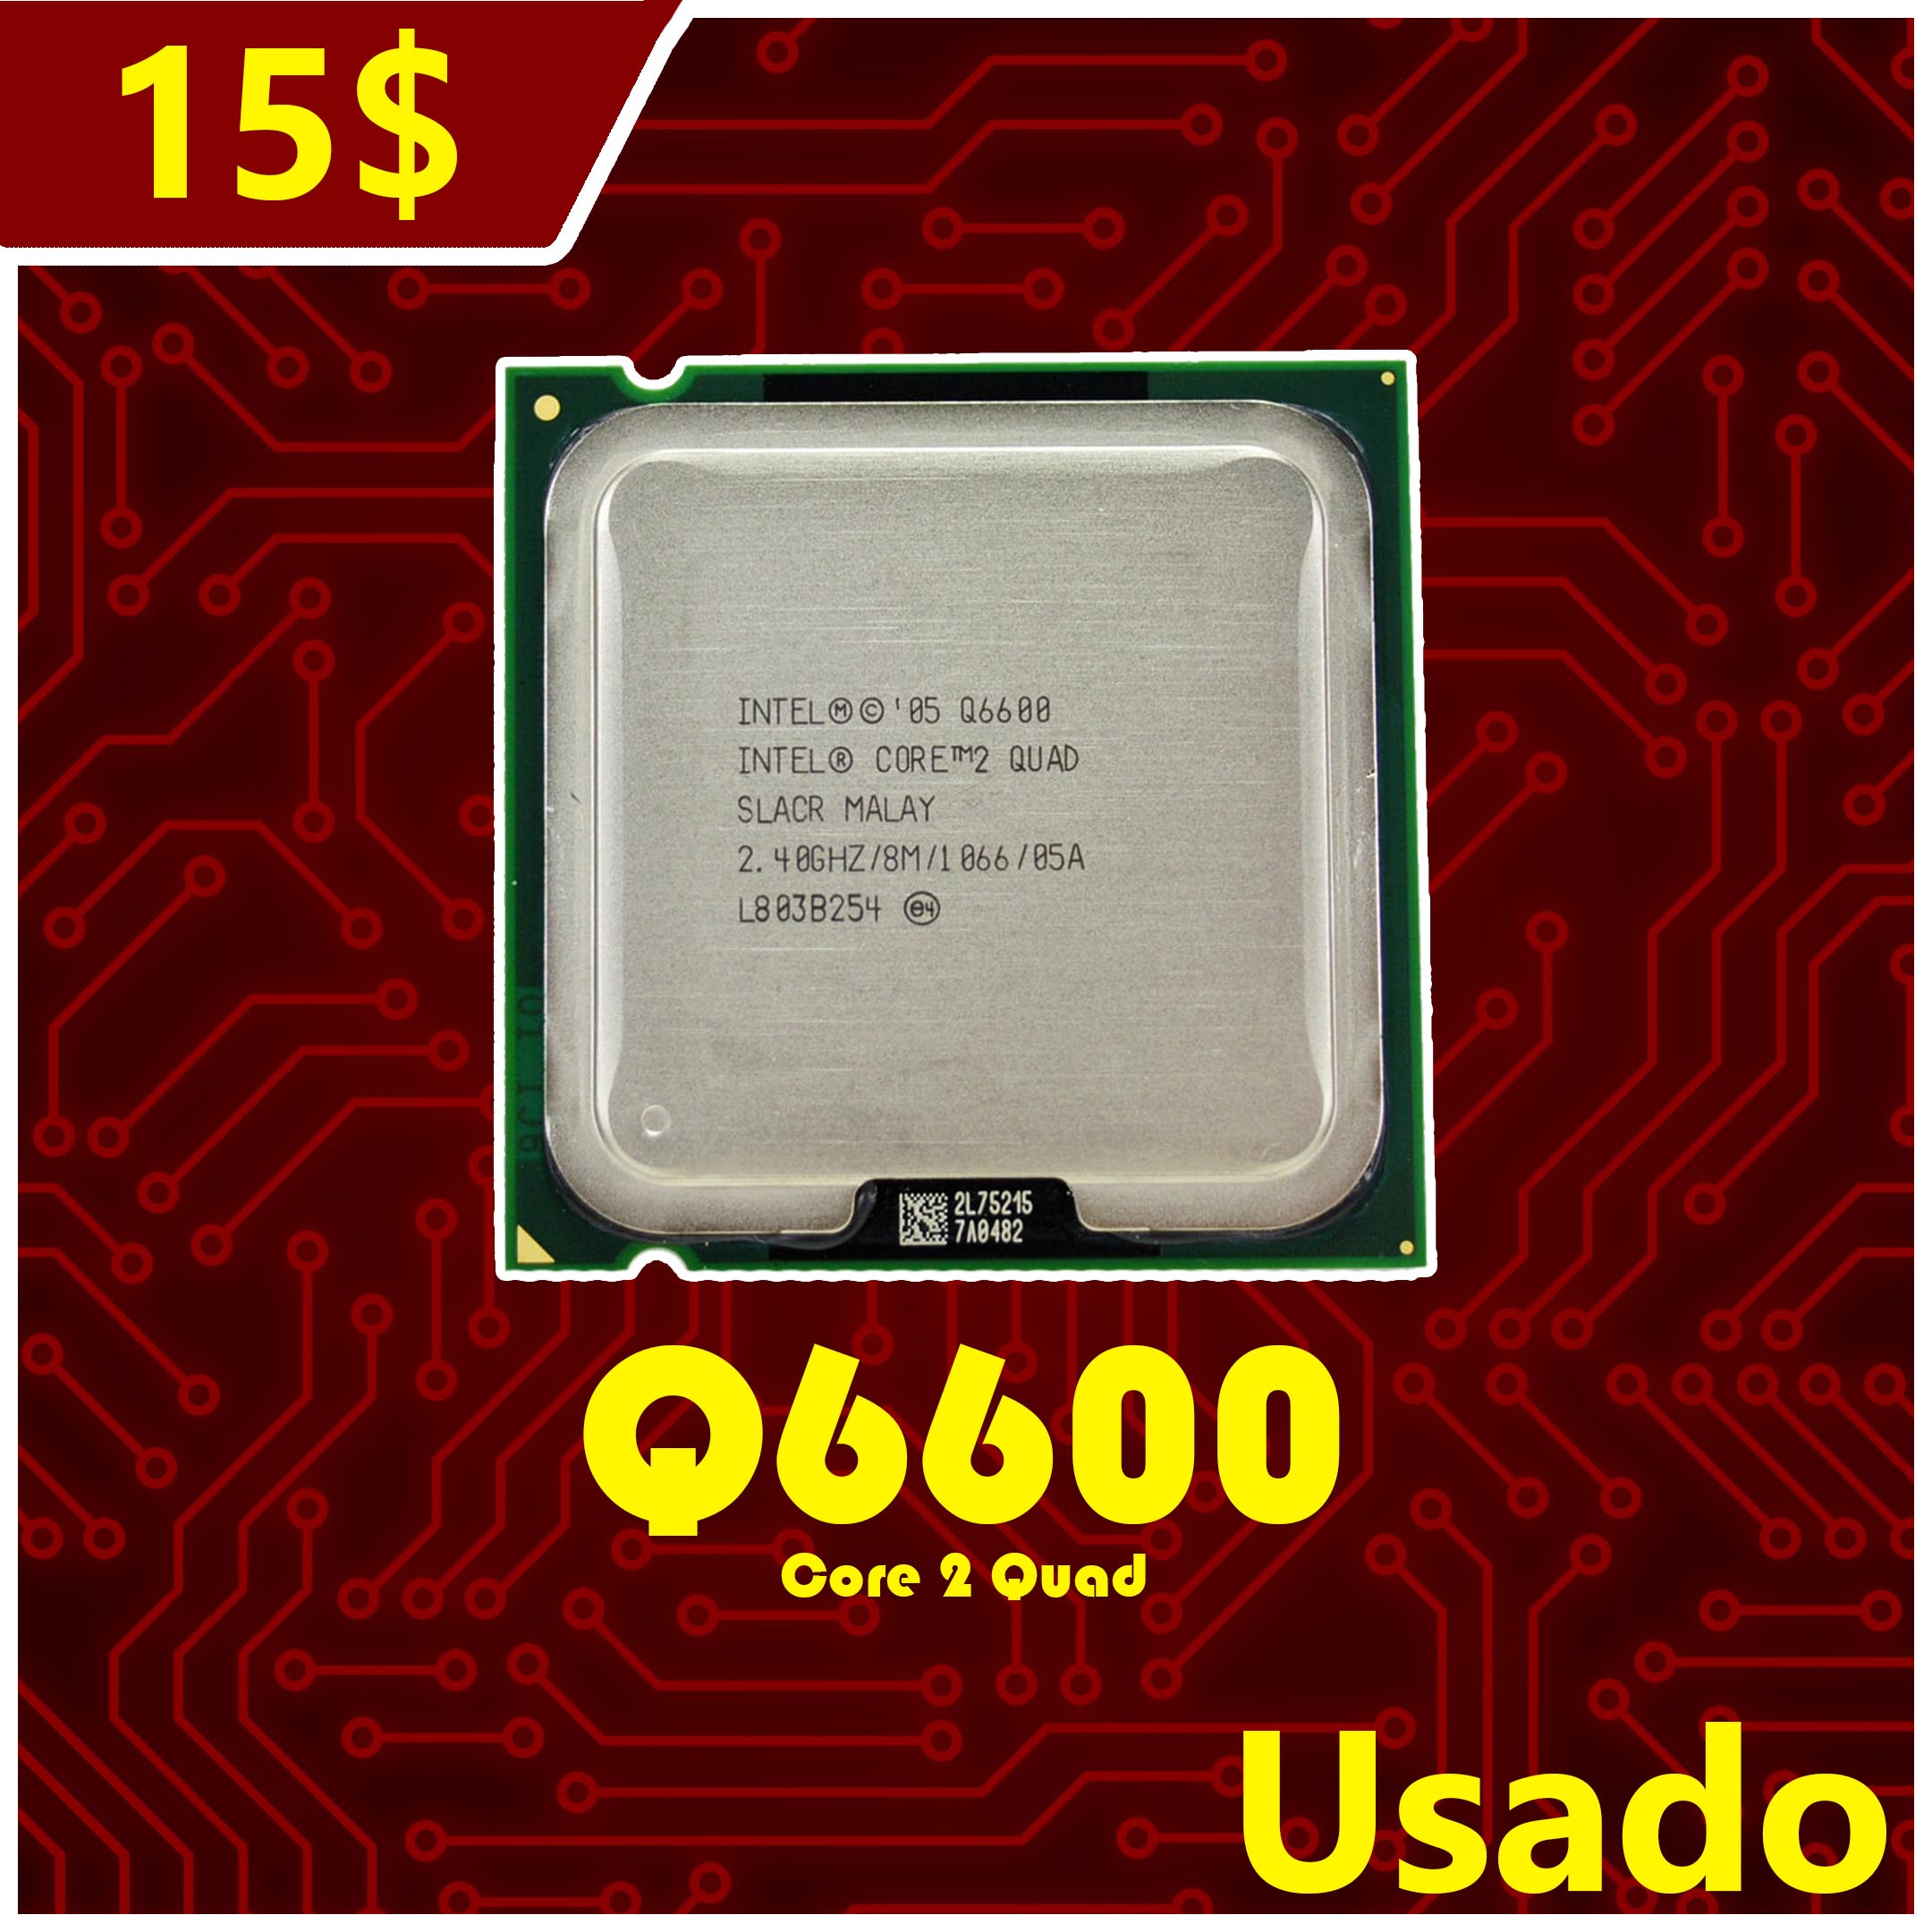 15$
INTELⓂ©'05 Q6600
INTEL® CORE™2 QUAD
SLACR MALAY
2.40GHZ/8M/1066/05A
L803B254 (e4)
2L75215
7A0482
Q6600
Core 2 Quad
Usado